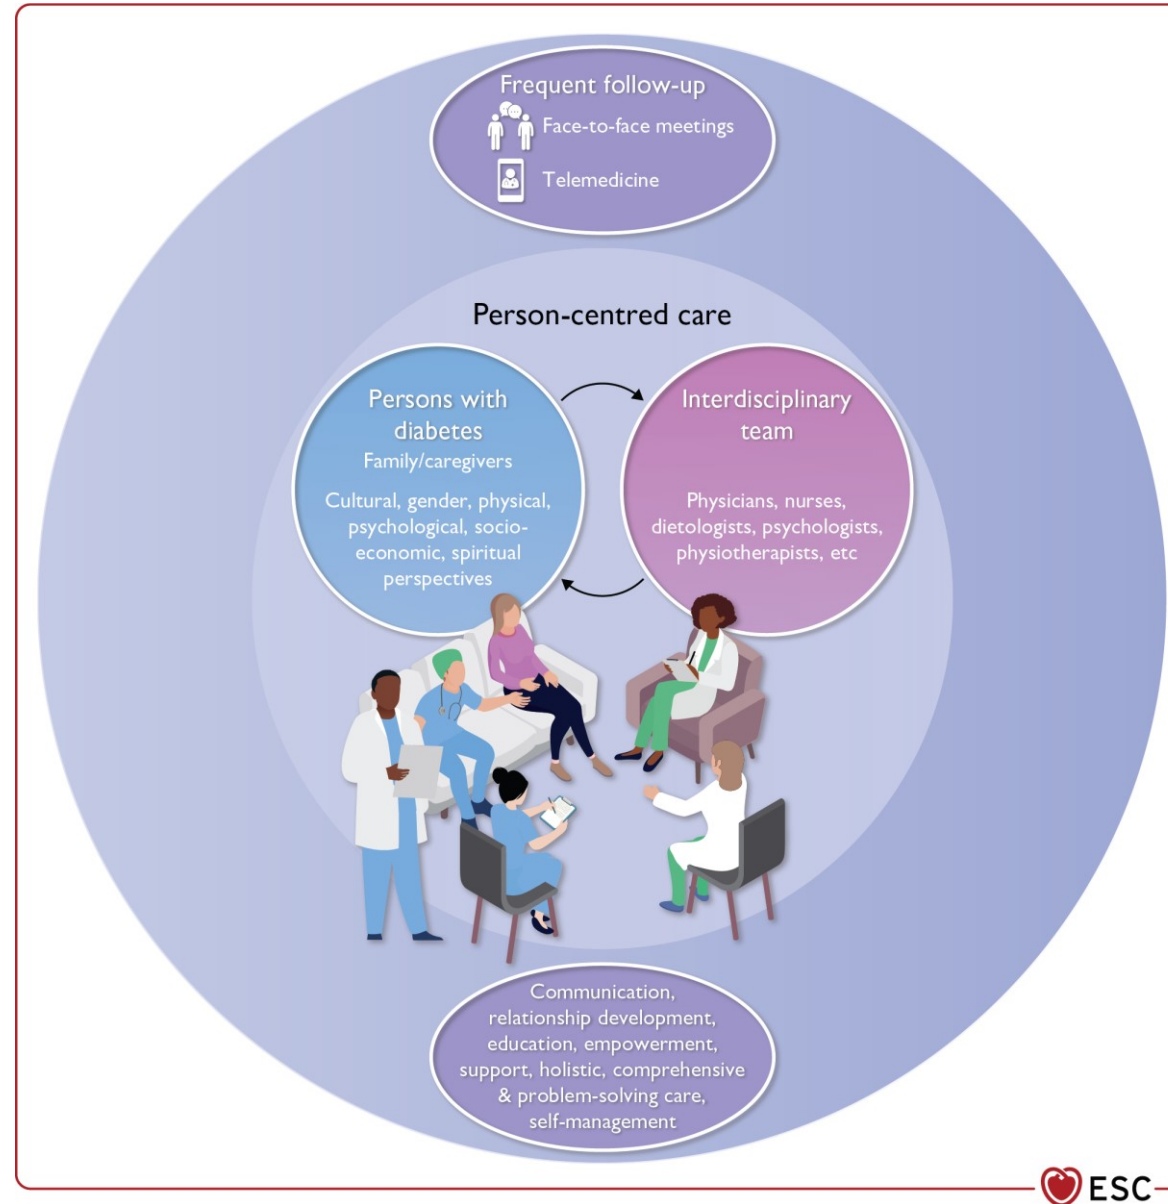 Frequent follow-up
Face-to-face meetings
Telemedicine
Person-centred care
Persons with
diabetes
Family/caregivers
Cultural, gender, physical,
psychological, socio-
economic, spiritual
perspectives
Interdisciplinary
team
Physicians, nurses,
dietologists, psychologists,
physiotherapists, etc
Communication,
relationship development,
education, empowerment,
support, holistic, comprehensive
& problem-solving care,
self-management
ESC